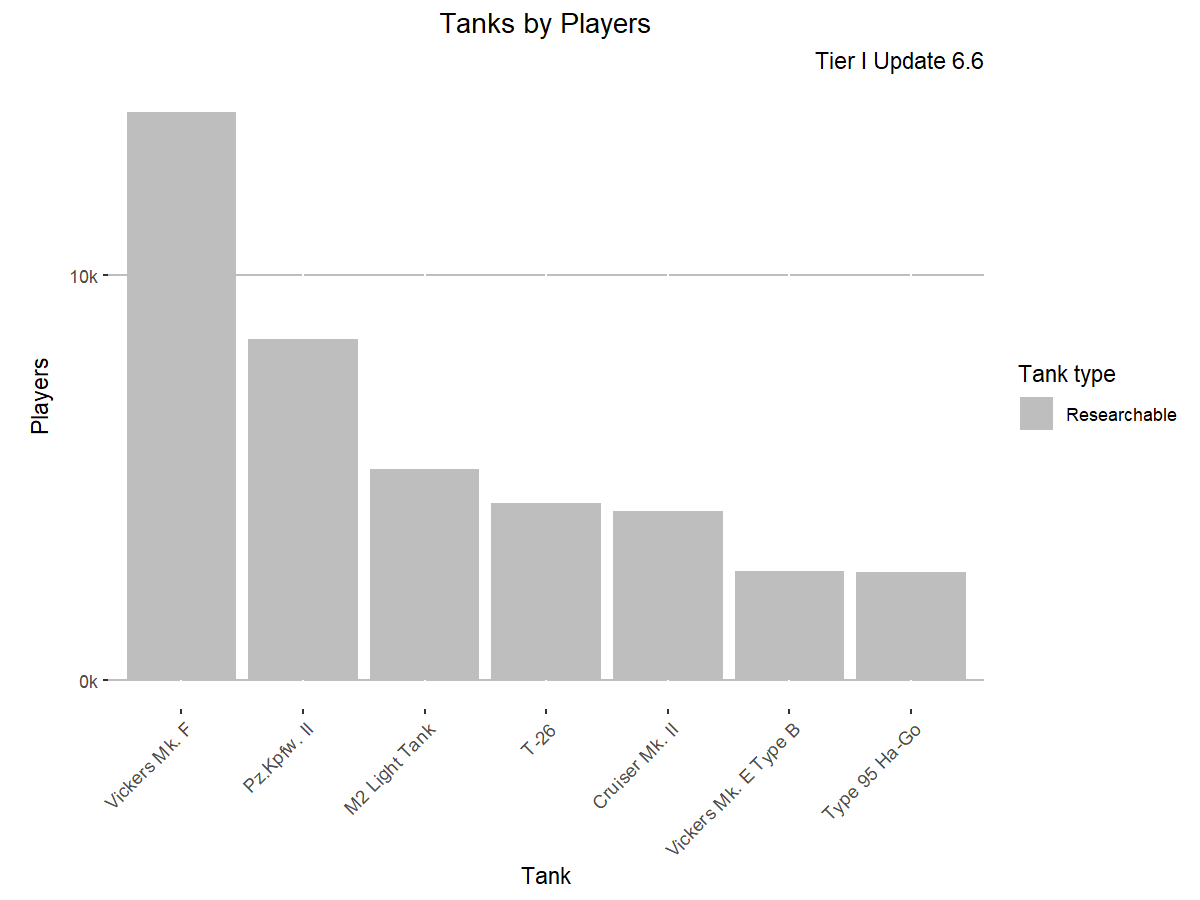 Tanks by Players
Tier I Update 6.6
10k
0k
Players
Vickers Mk. F
Pz.Kpfw. II
M2 Light Tank
T-26
Cruiser Mk. II
Vickers Mk. E Type B
Type 95 Ha-Go
Tank
Tank type
Researchable